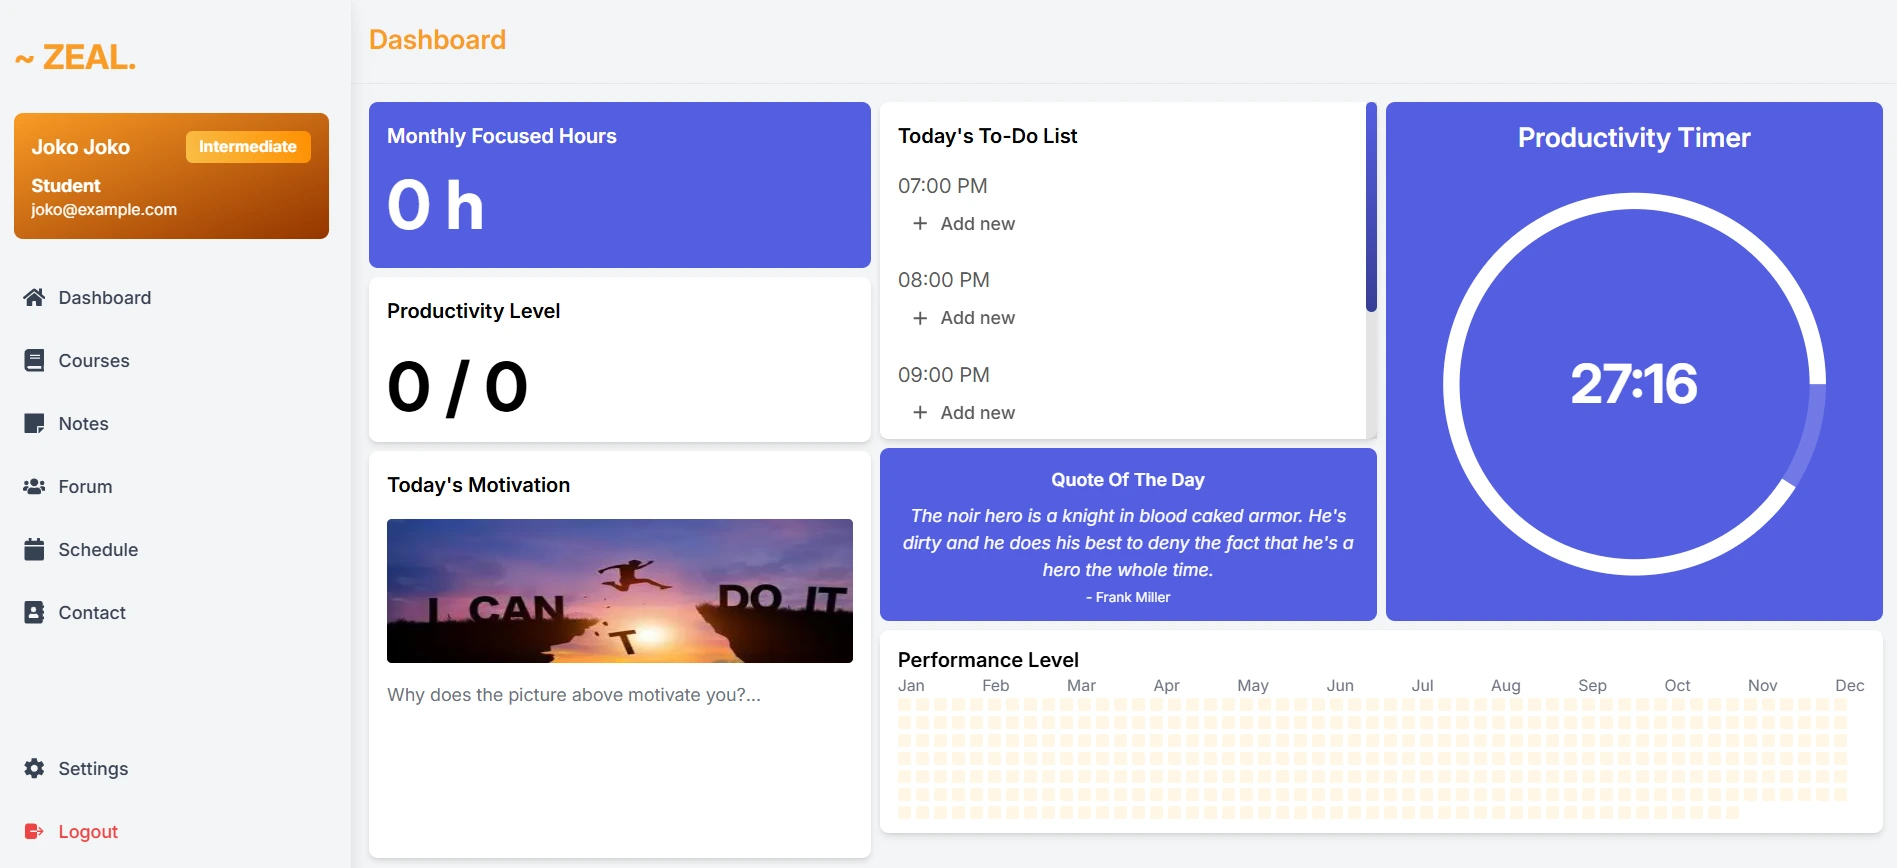 ~ ZEAL.
Joko Joko
Intermediate
Student
joko@example.com
Dashboard
Courses
Notes
Forum
Schedule
Contact
Settings
Logout
Dashboard
Monthly Focused Hours
0 h
Productivity Level
0 / 0
Today's Motivation
I CAN'T DO IT
Why does the picture above motivate you?...
Today's To-Do List
07:00 PM
+ Add new
08:00 PM
+ Add new
09:00 PM
+ Add new
Quote Of The Day
The noir hero is a knight in blood caked armor. He's
dirty and he does his best to deny the fact that he's a
hero the whole time.
- Frank Miller
Productivity Timer
27:16
Performance Level
Jan Feb Mar Apr May Jun Jul Aug Sep Oct Nov Dec